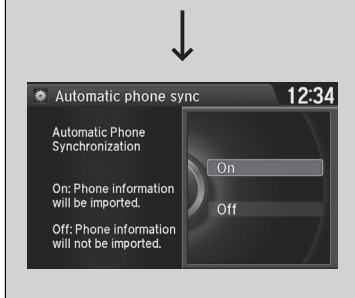 Automatic phone sync
12:34
Automatic Phone
Synchronization
On: Phone information
will be imported.
Off: Phone information
will not be imported.
On
Off